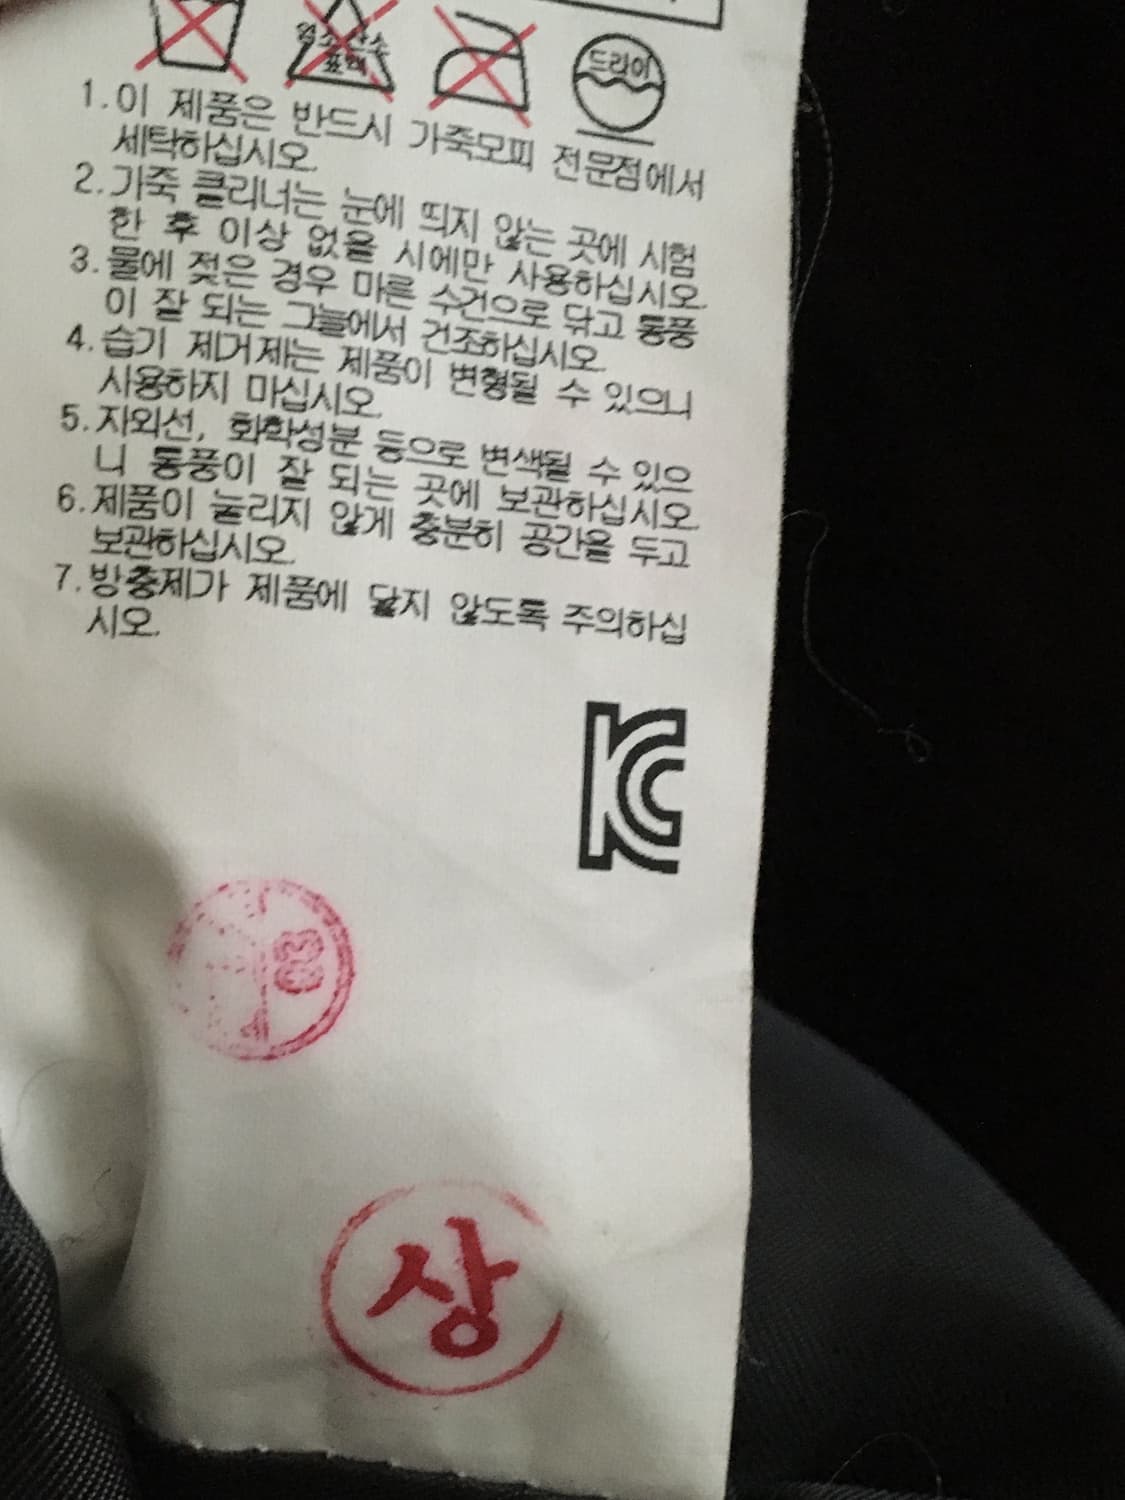 드라이
1.이 제품은 반드시 가죽모피 전문점에서
세탁하십시오.
2.가죽 클리너는 눈에 띄지 않는 곳에 시험
한 후 이상 없을 시에만 사용하십시오.
3.물에 젖은 경우 마른 수건으로 닦고 통풍
이 잘 되는 그늘에서 건조하십시오.
4.습기 제거제는 제품이 변형될 수 있으니
시용하지 마십시오.
5.자외선, 화학성분 등으로 변색될 수 있으
니 통풍이 잘 되는 곳에 보관하십시오.
6.제품이 눌리지 않게 충분히 공간을 두고
보관하십시오.
7.방충제가 제품에 닿지 않도록 주의하십
시오.
KC
상